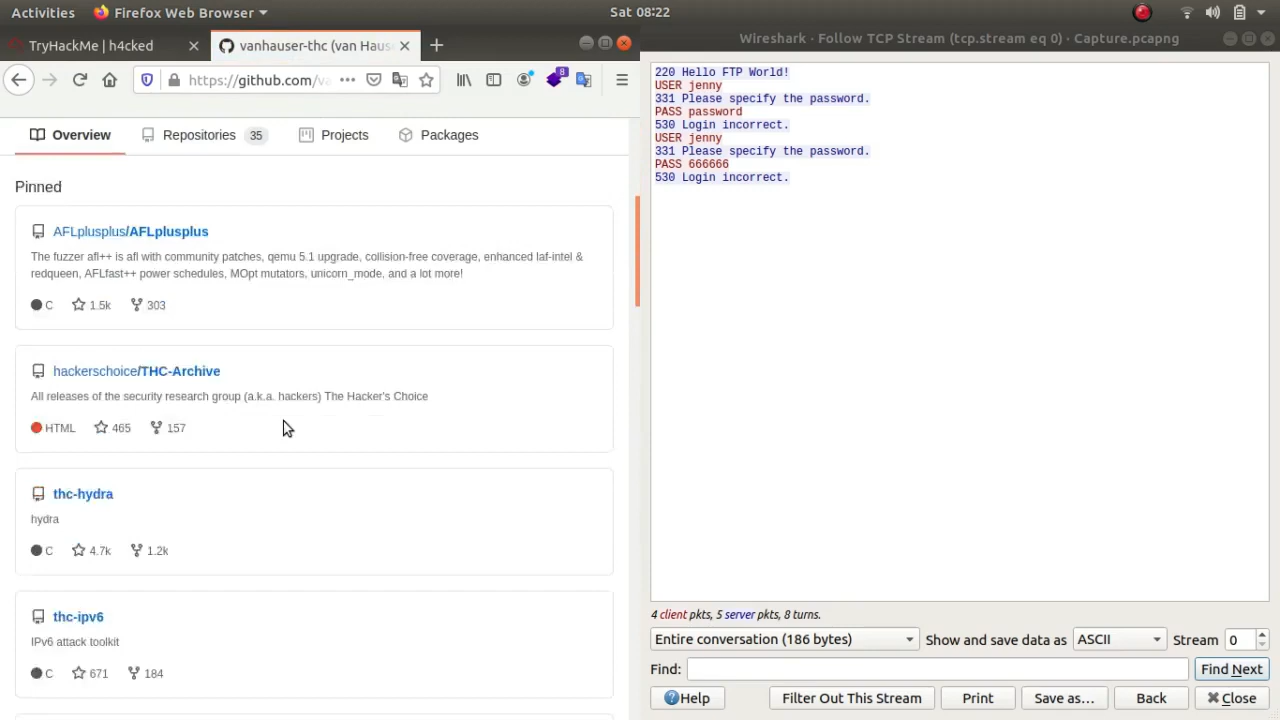 Activities
Firefox Web Browser
Sat 08:22
TryHackMe | h4cked
vanhauser-thc (van Haus
Wireshark · Follow TCP Stream (tcp.stream eq 0) · Capture.pcapng
https://github.com/va
8
Overview
Repositories 35
Projects
Packages
Pinned
AFLplusplus/AFLplusplus
The fuzzer afl++ is afl with community patches, qemu 5.1 upgrade, collision-free coverage, enhanced laf-intel &
redqueen, AFLfast++ power schedules, MOpt mutators, unicorn_mode, and a lot more!
C 1.5k 303
hackerschoice/THC-Archive
All releases of the security research group (a.k.a. hackers) The Hacker's Choice
HTML 465 157
thc-hydra
hydra
C 4.7k 1.2k
thc-ipv6
IPv6 attack toolkit
C 671 184
220 Hello FTP World!
USER jenny
331 Please specify the password.
PASS password
530 Login incorrect.
USER jenny
331 Please specify the password.
PASS 666666
530 Login incorrect.
4 client pkts, 5 server pkts, 8 turns.
Entire conversation (186 bytes)
Show and save data as
ASCII
Stream
0
Find:
Find Next
Help
Filter Out This Stream
Print
Save as…
Back
Close